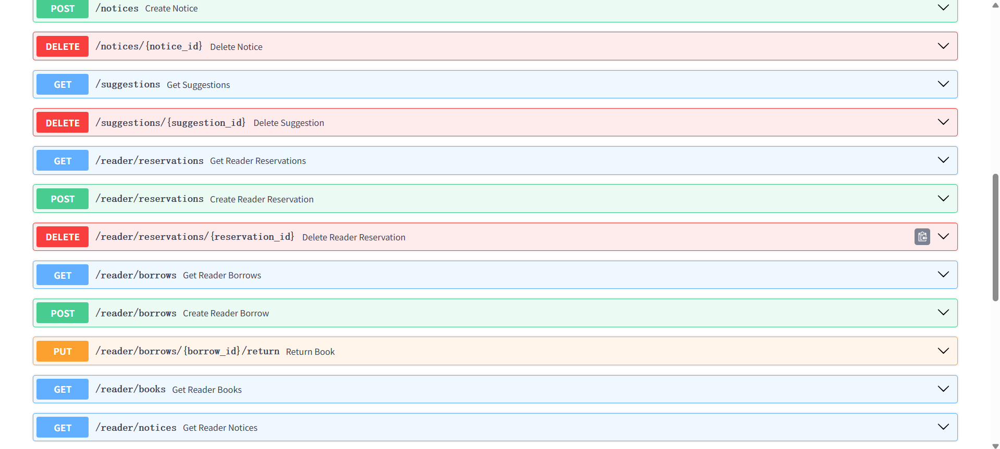 POST /notices Create Notice
DELETE /notices/{notice_id} Delete Notice
GET /suggestions Get Suggestions
DELETE /suggestions/{suggestion_id} Delete Suggestion
GET /reader/reservations Get Reader Reservations
POST /reader/reservations Create Reader Reservation
DELETE /reader/reservations/{reservation_id} Delete Reader Reservation
GET /reader/borrows Get Reader Borrows
POST /reader/borrows Create Reader Borrow
PUT /reader/borrows/{borrow_id}/return Return Book
GET /reader/books Get Reader Books
GET /reader/notices Get Reader Notices